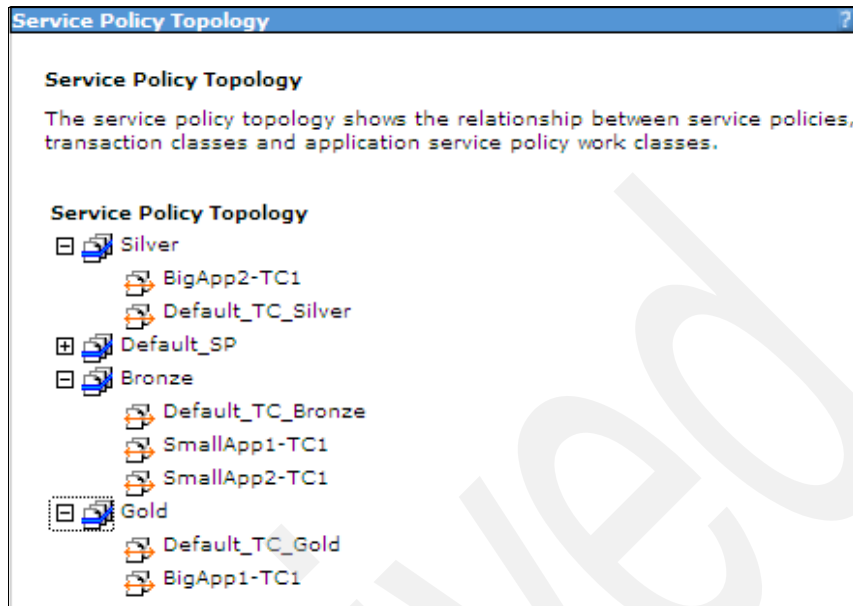 Service Policy Topology ?
Service Policy Topology
The service policy topology shows the relationship between service policies,
transaction classes and application service policy work classes.
Service Policy Topology
Silver
BigApp2-TC1
Default_TC_Silver
Default_SP
Bronze
Default_TC_Bronze
SmallApp1-TC1
SmallApp2-TC1
Gold
Default_TC_Gold
BigApp1-TC1